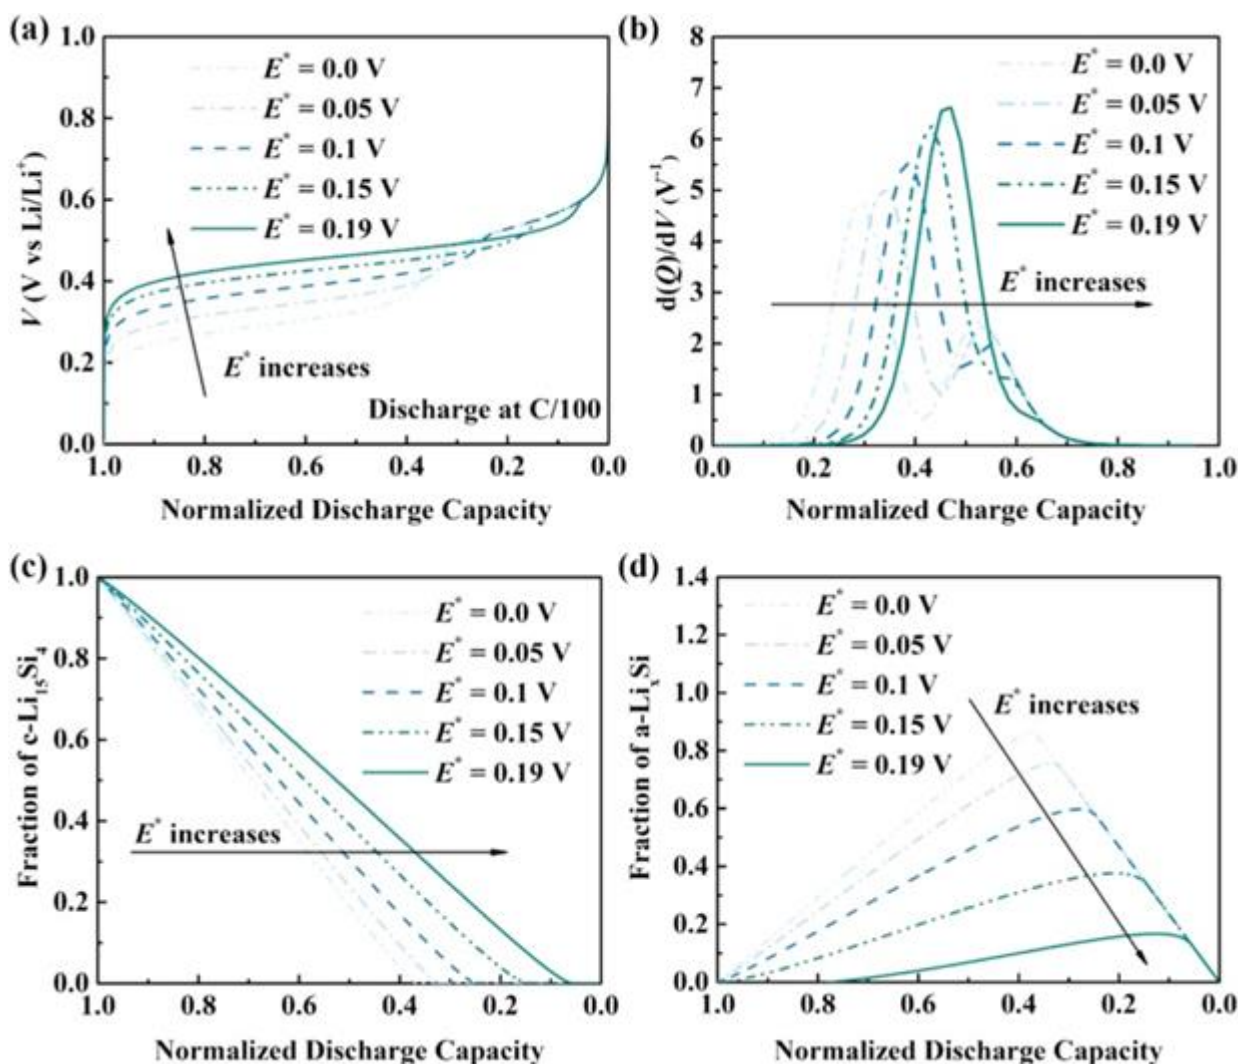 (a)
1.0
0.8
0.6
0.4
0.2
0.0
V (V vs Li/Li⁺)
E* = 0.0 V
E* = 0.05 V
E* = 0.1 V
E* = 0.15 V
E* = 0.19 V
E* increases
Discharge at C/100
1.0 0.8 0.6 0.4 0.2 0.0
Normalized Discharge Capacity
(b)
8
7
6
5
4
3
2
1
0
d(Q)/dV (V⁻¹)
E* = 0.0 V
E* = 0.05 V
E* = 0.1 V
E* = 0.15 V
E* = 0.19 V
E* increases
0.0 0.2 0.4 0.6 0.8 1.0
Normalized Charge Capacity
(c)
1.0
0.8
0.6
0.4
0.2
0.0
Fraction of c-Li₁₅Si₄
E* = 0.0 V
E* = 0.05 V
E* = 0.1 V
E* = 0.15 V
E* = 0.19 V
E* increases
1.0 0.8 0.6 0.4 0.2 0.0
Normalized Discharge Capacity
(d)
1.4
1.2
1.0
0.8
0.6
0.4
0.2
0.0
Fraction of a-LiₓSi
E* = 0.0 V
E* = 0.05 V
E* = 0.1 V
E* = 0.15 V
E* = 0.19 V
E* increases
1.0 0.8 0.6 0.4 0.2 0.0
Normalized Discharge Capacity